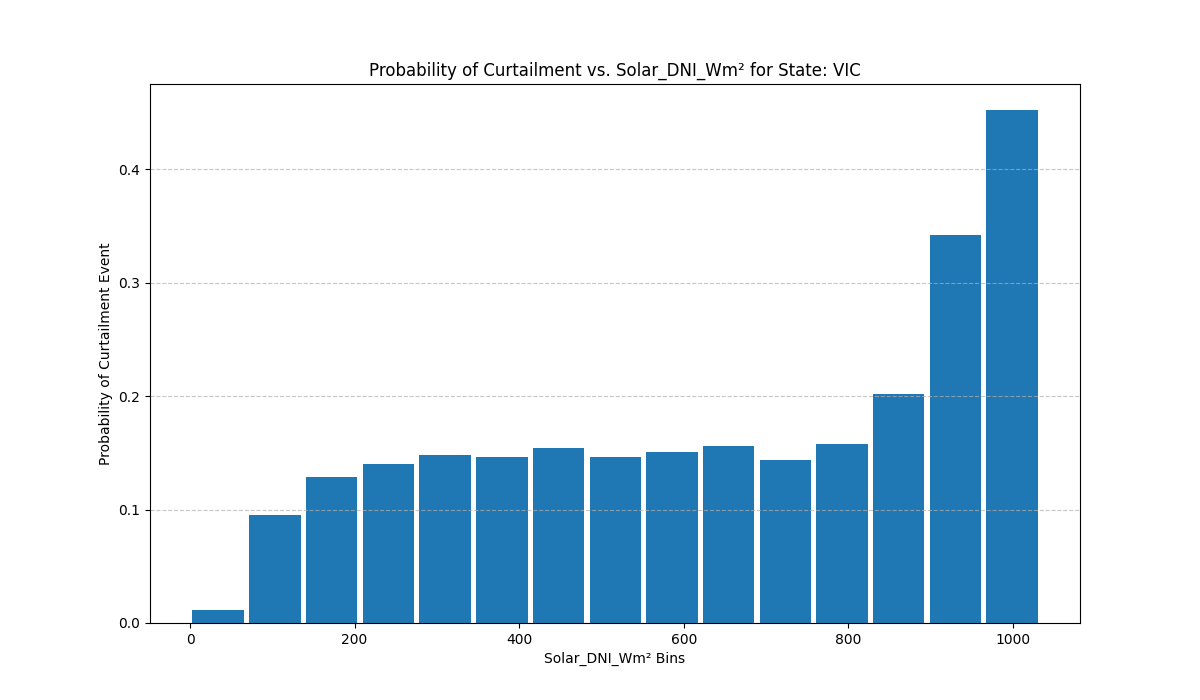 Probability of Curtailment vs. Solar_DNI_Wm² for State: VIC
Probability of Curtailment Event
0.4
0.3
0.2
0.1
0.0
0 200 400 600 800 1000
Solar_DNI_Wm² Bins